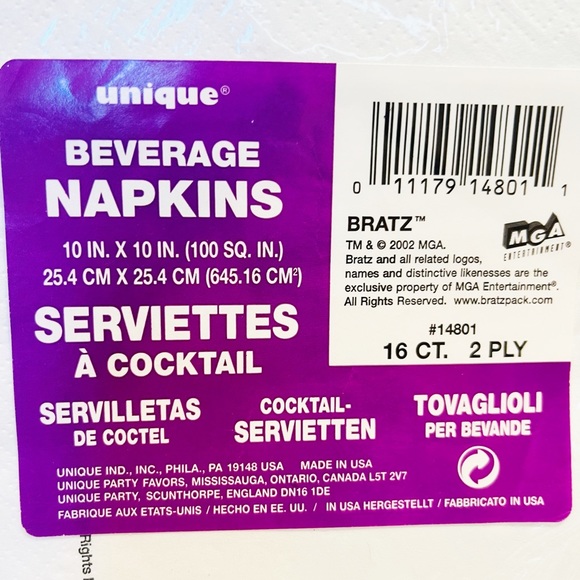 unique®
BEVERAGE
NAPKINS
10 IN. X 10 IN. (100 SQ. IN.)
25.4 CM X 25.4 CM (645.16 CM²)
SERVIETTES
À COCKTAIL
SERVILLETAS
DE COCTEL
COCKTAIL-
SERVIETTEN
TOVAGLIOLI
PER BEVANDE
0 11179 14801 1
BRATZ™
TM & © 2002 MGA.
Bratz and all related logos,
names and distinctive likenesses are the
exclusive property of MGA Entertainment®.
All Rights Reserved. www.bratzpack.com
MGA
ENTERTAINMENT®
#14801
16 CT. 2 PLY
UNIQUE IND., INC., PHILA., PA 19148 USA MADE IN USA
UNIQUE PARTY FAVORS, MISSISSAUGA, ONTARIO, CANADA L5T 2V7
UNIQUE PARTY, SCUNTHORPE, ENGLAND DN16 1DE
FABRIQUE AUX ETATS-UNIS / HECHO EN EE. UU. / IN USA HERGESTELLT / FABBRICATO IN USA
Rights